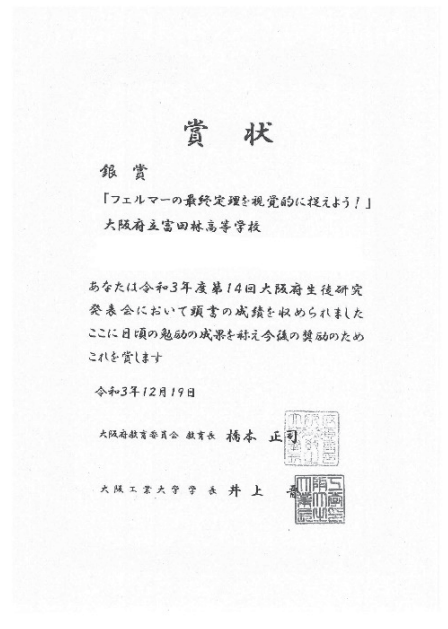 賞状
銀賞
「フェルマーの最終定理を視覚的に捉えよう!」
大阪府立富田林高等学校
あなたは令和3年度第14回大阪府生徒研究
発表会において頭書の成績を収められました
ここに日頃の勉励の成果を称え今後の奨励のため
これを賞します
令和3年12月19日
大阪府教育委員会 教育長 橋本 正司
大阪工業大学学長 井上